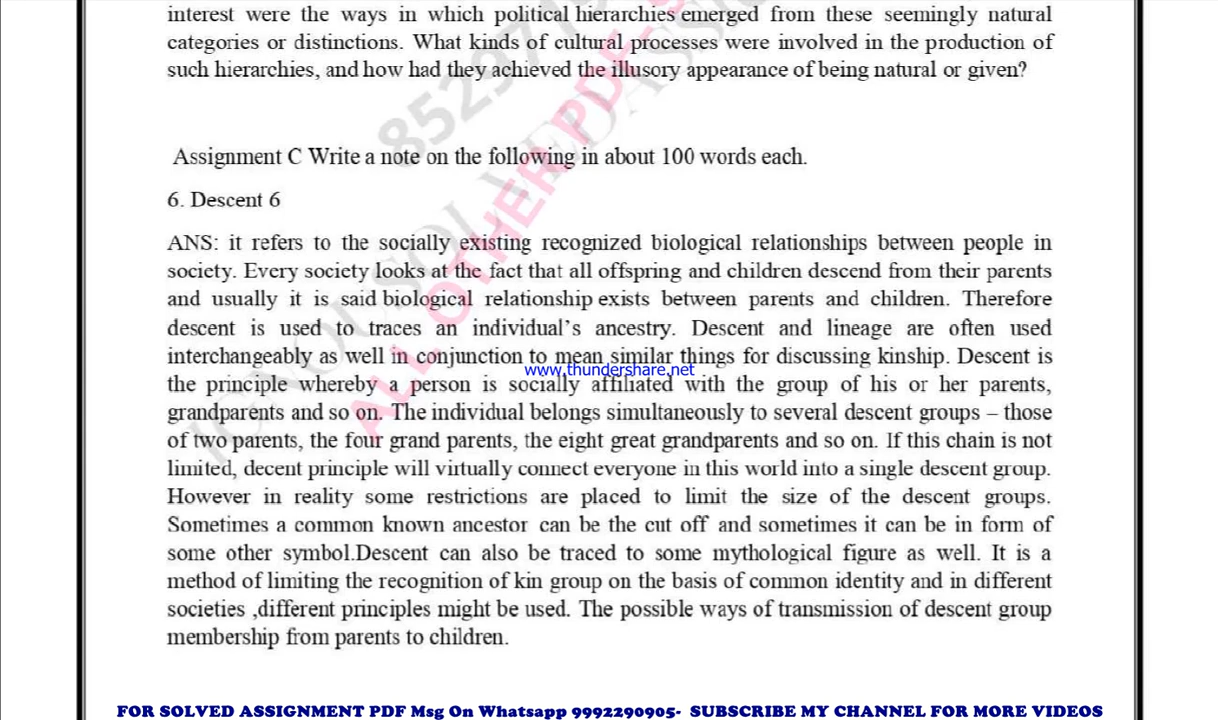 interest were the ways in which political hierarchies emerged from these seemingly natural
categories or distinctions. What kinds of cultural processes were involved in the production of
such hierarchies, and how had they achieved the illusory appearance of being natural or given?
Assignment C Write a note on the following in about 100 words each.
6. Descent 6
ANS: it refers to the socially existing recognized biological relationships between people in
society. Every society looks at the fact that all offspring and children descend from their parents
and usually it is said biological relationship exists between parents and children. Therefore
descent is used to traces an individual's ancestry. Descent and lineage are often used
interchangeably as well in conjunction to mean similar things for discussing kinship. Descent is
www.thundershare.net
the principle whereby a person is socially affiliated with the group of his or her parents,
grandparents and so on. The individual belongs simultaneously to several descent groups – those
of two parents, the four grand parents, the eight great grandparents and so on. If this chain is not
limited, decent principle will virtually connect everyone in this world into a single descent group.
However in reality some restrictions are placed to limit the size of the descent groups.
Sometimes a common known ancestor can be the cut off and sometimes it can be in form of
some other symbol.Descent can also be traced to some mythological figure as well. It is a
method of limiting the recognition of kin group on the basis of common identity and in different
societies ,different principles might be used. The possible ways of transmission of descent group
membership from parents to children.
ALL OTHER PDF
IGNOU SOLVED
FOR SOLVED ASSIGNMENT PDF Msg On Whatsapp 9992290905- SUBSCRIBE MY CHANNEL FOR MORE VIDEOS